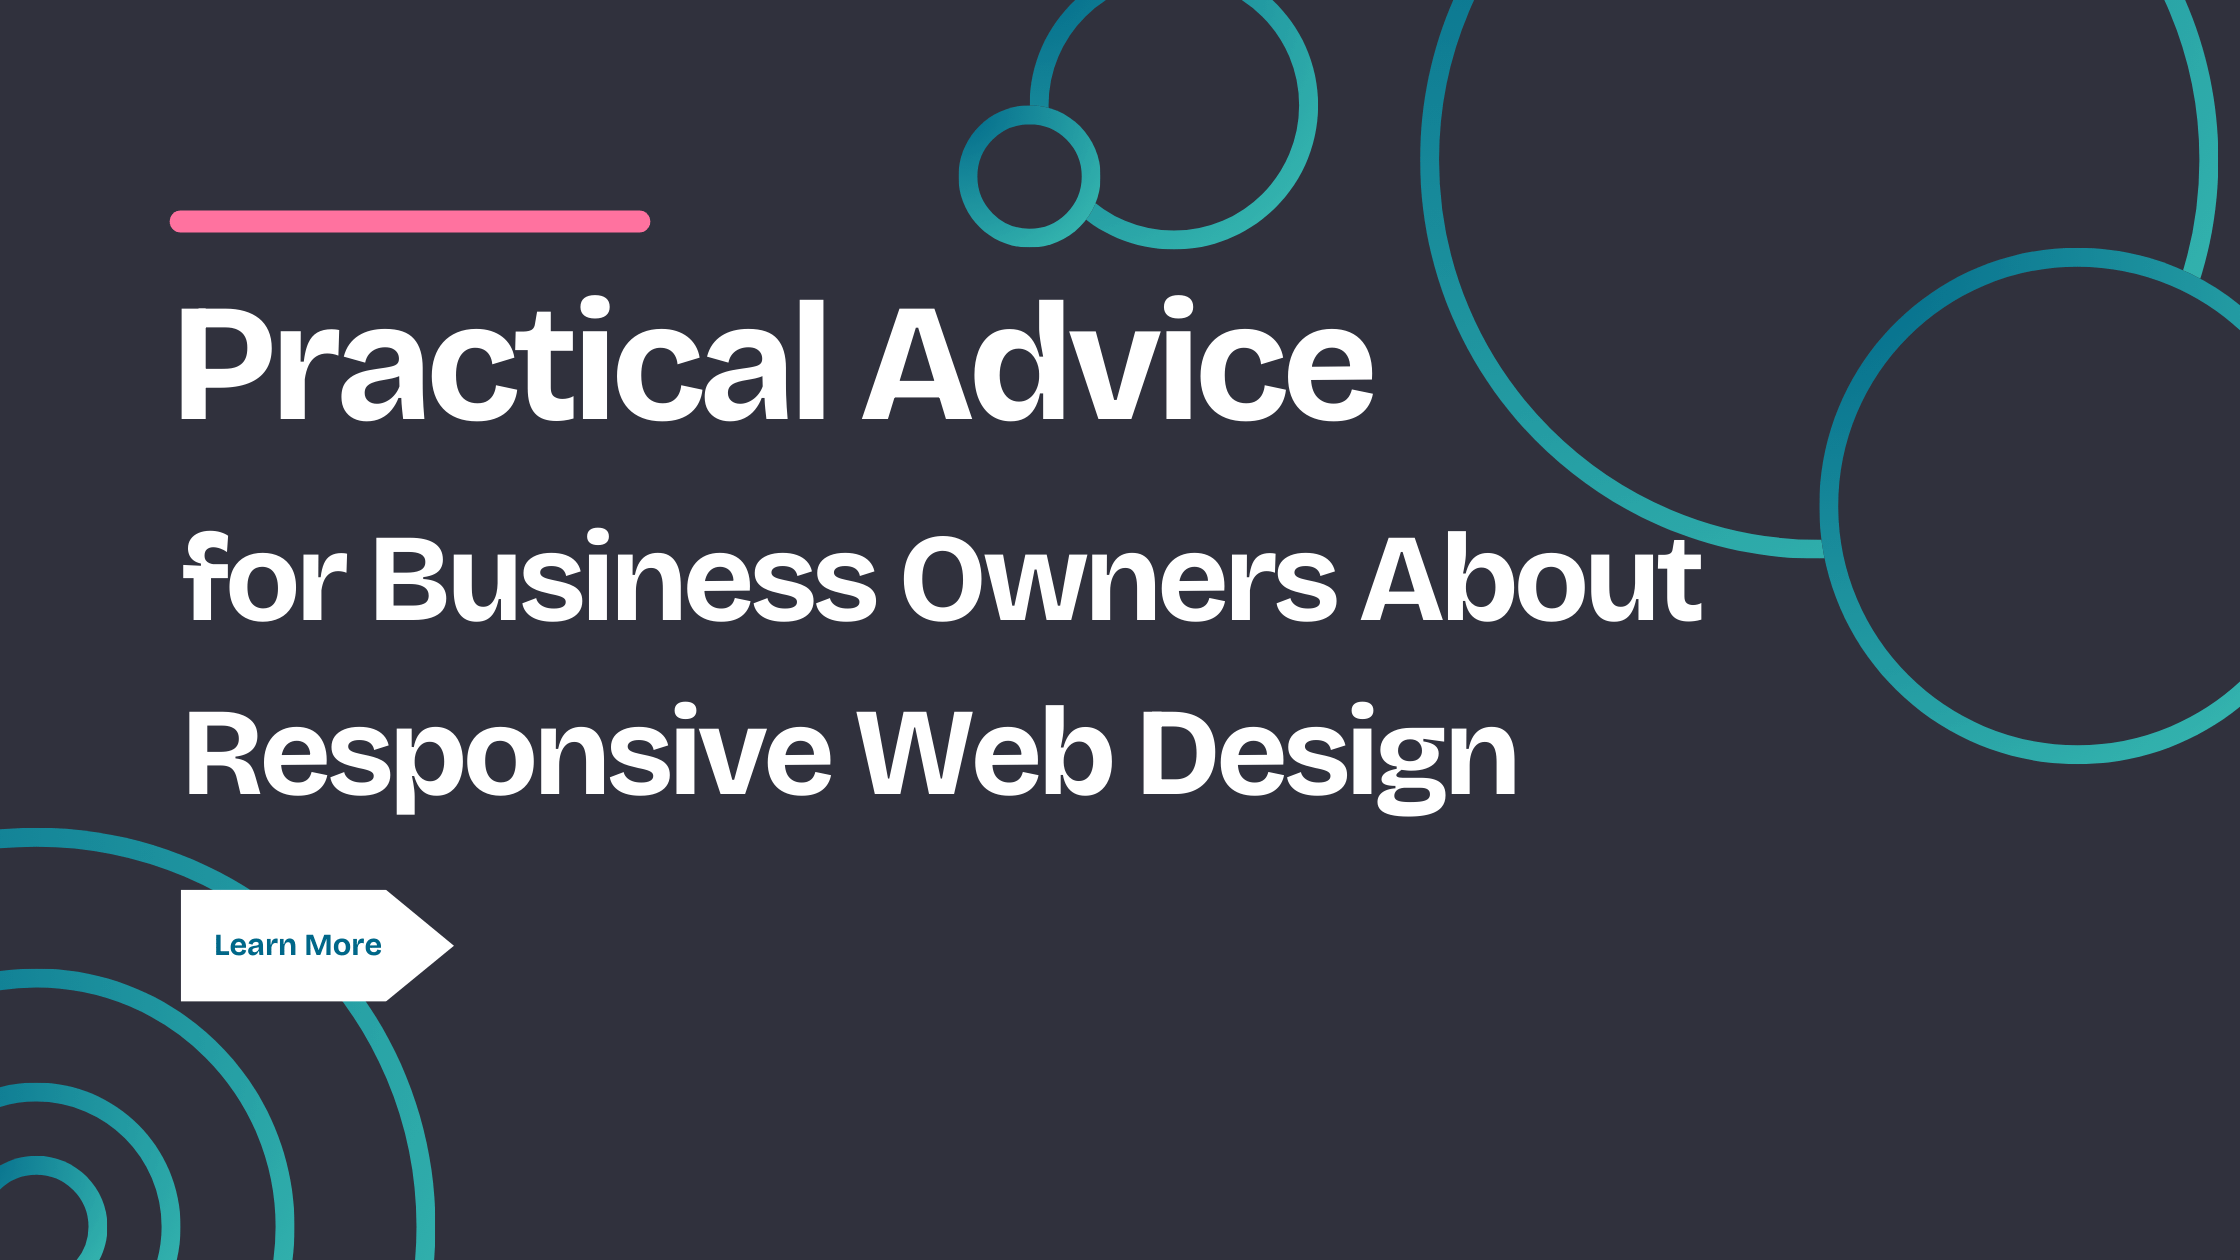 Practical Advice
for Business Owners About
Responsive Web Design
Learn More